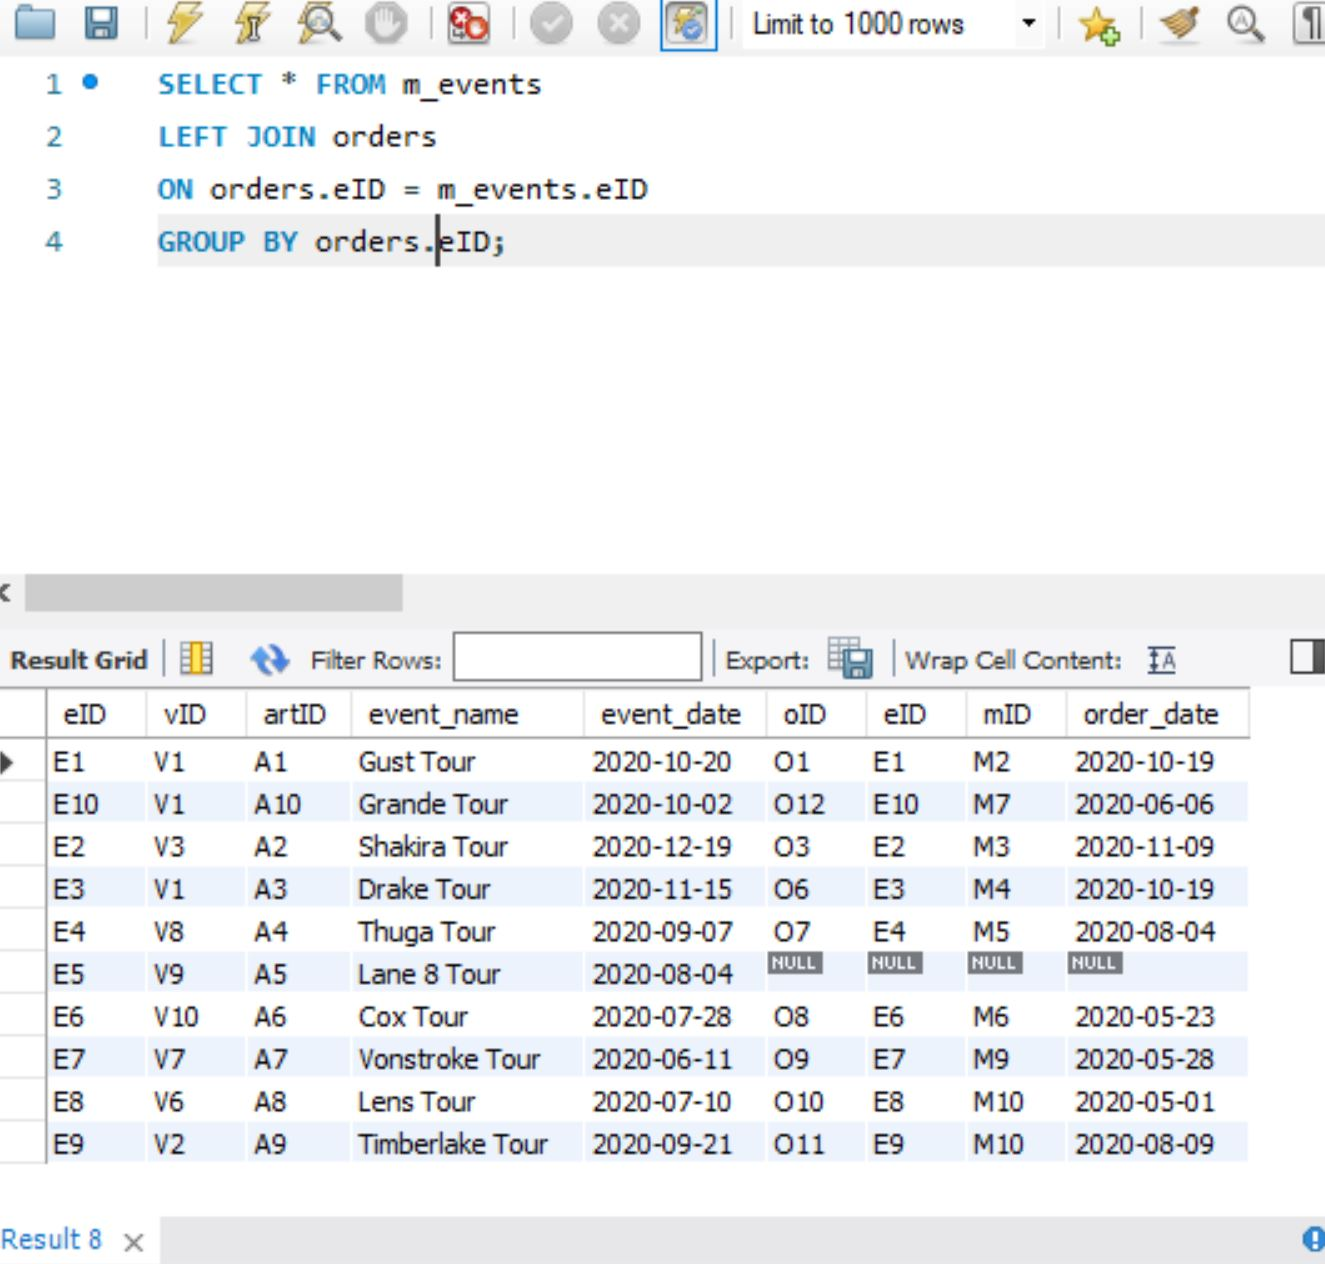 Limit to 1000 rows
1 SELECT * FROM m_events
2 LEFT JOIN orders
3 ON orders.eID = m_events.eID
4 GROUP BY orders.eID;
Result Grid Filter Rows: Export: Wrap Cell Content: IA
eID vID artID event_name event_date oID eID mID order_date
E1 V1 A1 Gust Tour 2020-10-20 O1 E1 M2 2020-10-19
E10 V1 A10 Grande Tour 2020-10-02 O12 E10 M7 2020-06-06
E2 V3 A2 Shakira Tour 2020-12-19 O3 E2 M3 2020-11-09
E3 V1 A3 Drake Tour 2020-11-15 O6 E3 M4 2020-10-19
E4 V8 A4 Thuga Tour 2020-09-07 O7 E4 M5 2020-08-04
E5 V9 A5 Lane 8 Tour 2020-08-04 NULL NULL NULL NULL
E6 V10 A6 Cox Tour 2020-07-28 O8 E6 M6 2020-05-23
E7 V7 A7 Vonstroke Tour 2020-06-11 O9 E7 M9 2020-05-28
E8 V6 A8 Lens Tour 2020-07-10 O10 E8 M10 2020-05-01
E9 V2 A9 Timberlake Tour 2020-09-21 O11 E9 M10 2020-08-09
Result 8